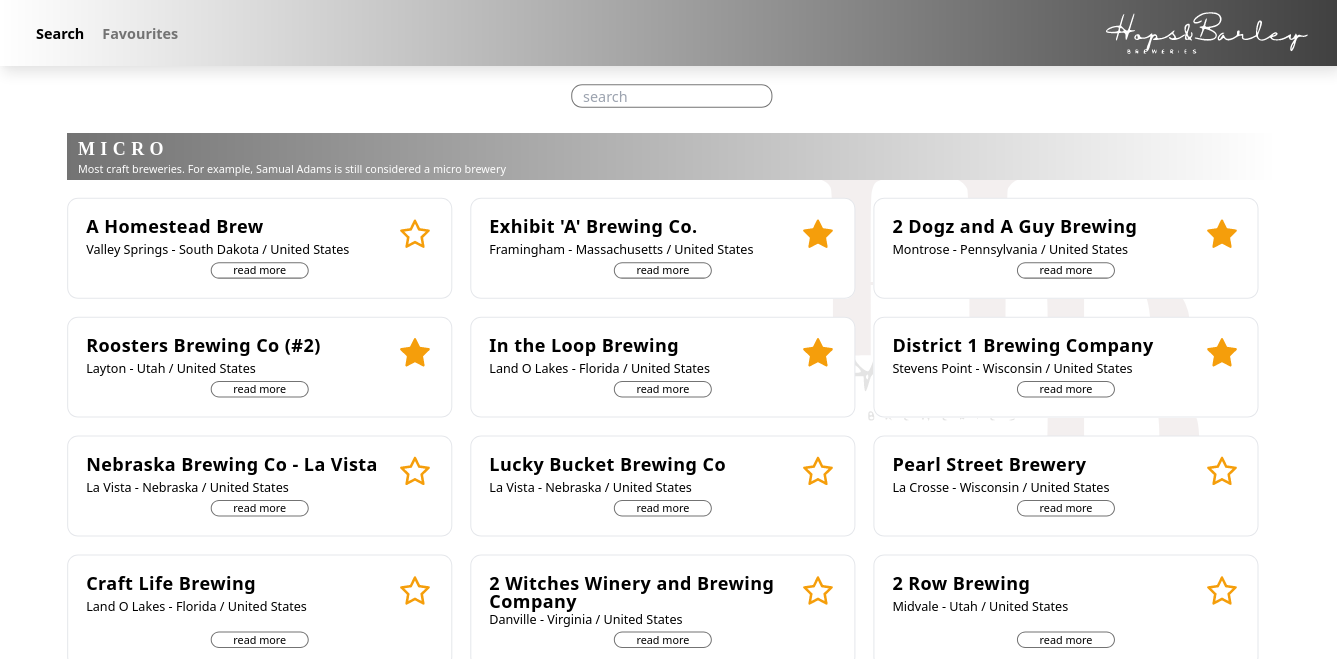 Search Favourites
Hops&Barley
BREWERIES
search
MICRO
Most craft breweries. For example, Samual Adams is still considered a micro brewery
A Homestead Brew
Valley Springs - South Dakota / United States
read more
Exhibit 'A' Brewing Co.
Framingham - Massachusetts / United States
read more
2 Dogz and A Guy Brewing
Montrose - Pennsylvania / United States
read more
Roosters Brewing Co (#2)
Layton - Utah / United States
read more
In the Loop Brewing
Land O Lakes - Florida / United States
read more
District 1 Brewing Company
Stevens Point - Wisconsin / United States
read more
Nebraska Brewing Co - La Vista
La Vista - Nebraska / United States
read more
Lucky Bucket Brewing Co
La Vista - Nebraska / United States
read more
Pearl Street Brewery
La Crosse - Wisconsin / United States
read more
Craft Life Brewing
Land O Lakes - Florida / United States
read more
2 Witches Winery and Brewing
Company
Danville - Virginia / United States
read more
2 Row Brewing
Midvale - Utah / United States
read more